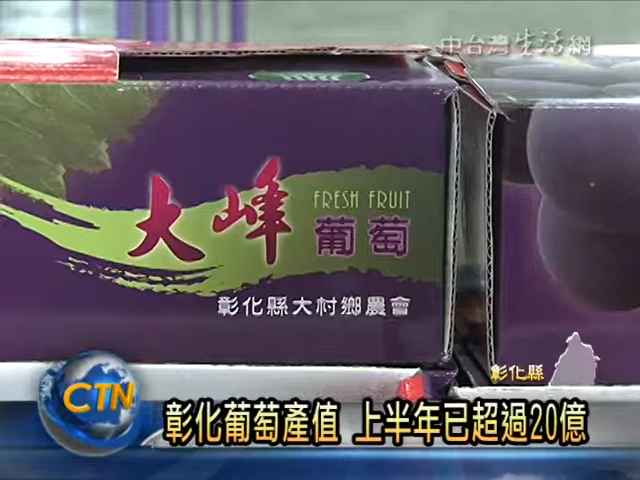 中台灣生活網
大峰
FRESH FRUIT
葡萄
彰化縣大村鄉農會
彰化縣
CTN
彰化葡萄產值 上半年已超過20億